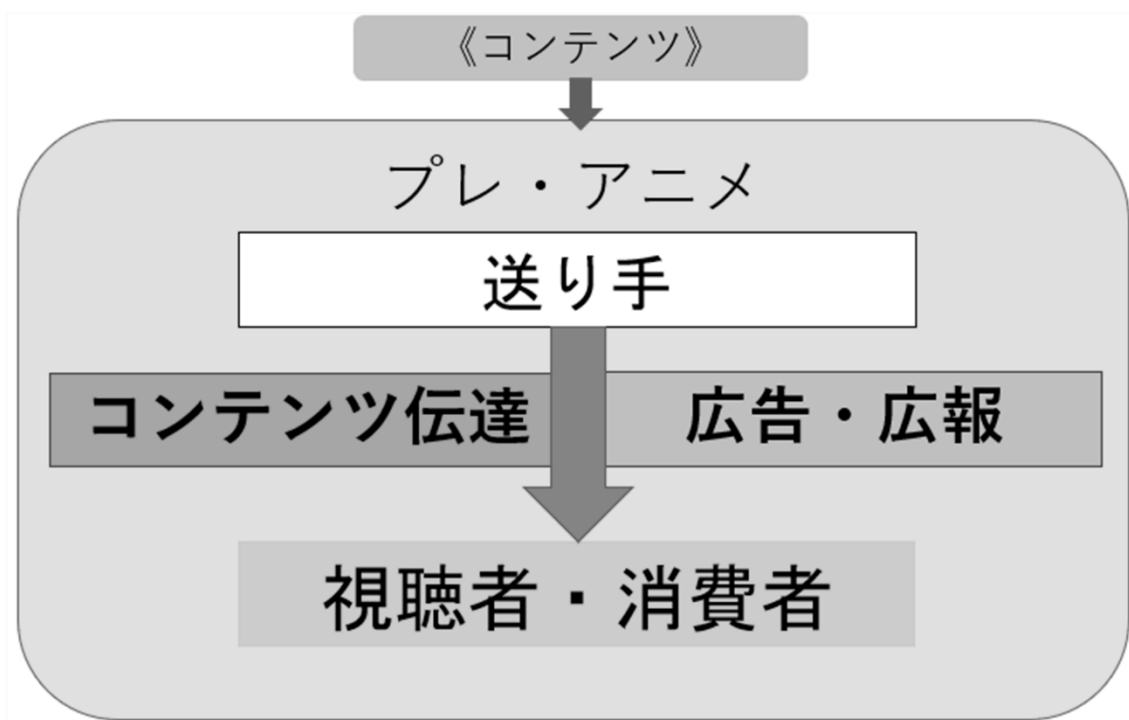 《コンテンツ》
プレ・アニメ
送り手
コンテンツ伝達
広告・広報
視聴者・消費者